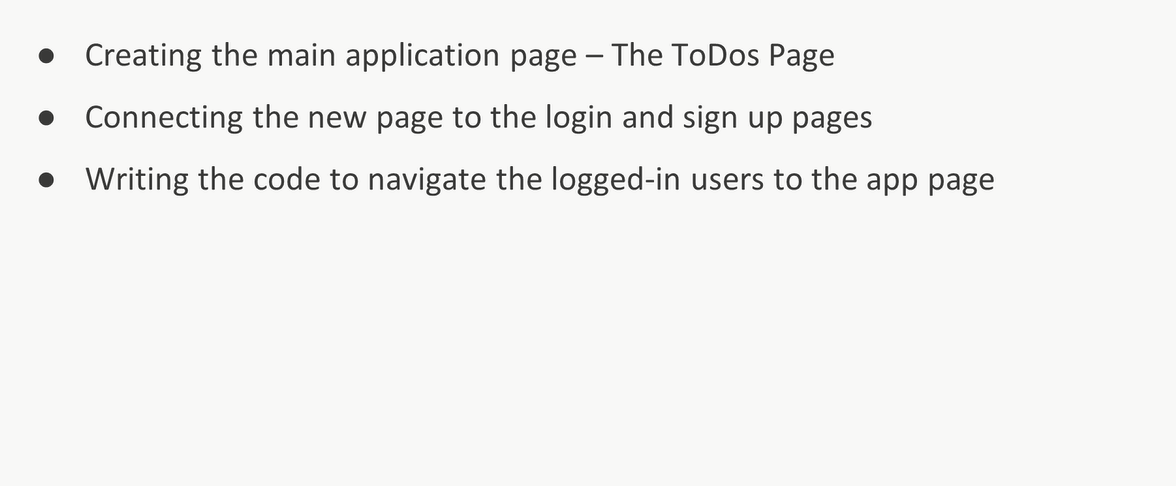 ● Creating the main application page – The ToDos Page
● Connecting the new page to the login and sign up pages
● Writing the code to navigate the logged-in users to the app page